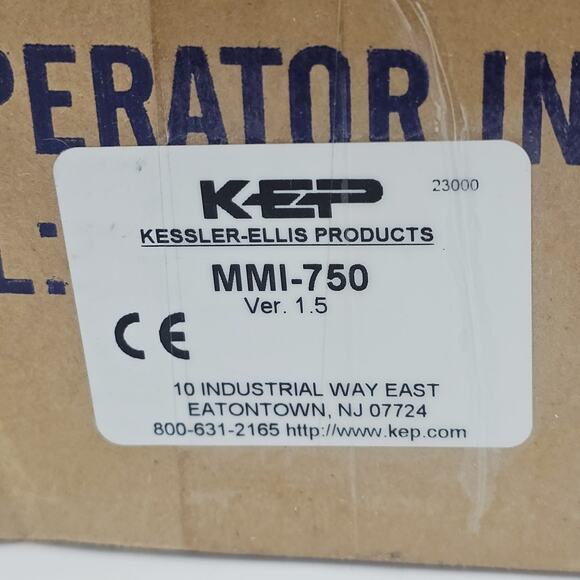 PERATOR IN
L:
KEP 23000
KESSLER-ELLIS PRODUCTS
MMI-750
Ver. 1.5
CE
10 INDUSTRIAL WAY EAST
EATONTOWN, NJ 07724
800-631-2165 http://www.kep.com